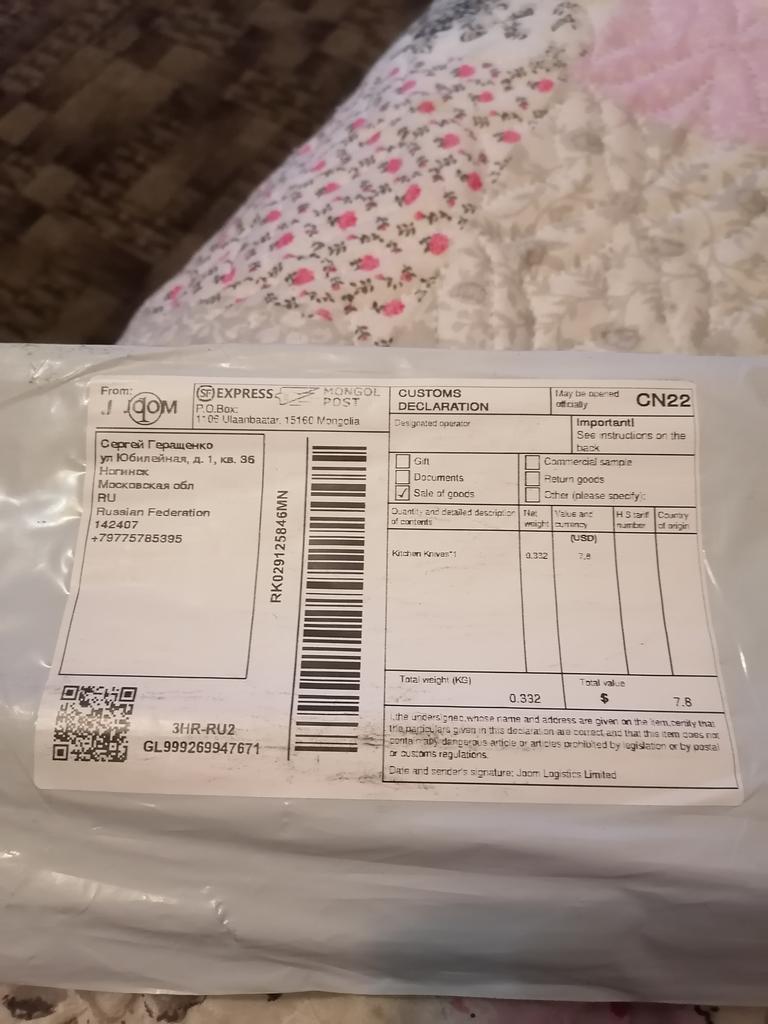 From:
JOOM
SF EXPRESS
MONGOL POST
P.O.Box:
1106 Ulaanbaatar, 15160 Mongolia
Сергей Геращенко
ул Юбилейная, д. 1, кв. 36
Ногинск
Московская обл
RU
Russian Federation
142407
+79775785395
RK029125846MN
3HR-RU2
GL999269947671
CUSTOMS DECLARATION
May be opened officially
CN22
Designated operator
Important!
See instructions on the back
Gift
Commercial sample
Documents
Return goods
✓ Sale of goods
Other (please specify):
Quantity and detailed description of contents
Net weight
Value and currency
(USD)
HS tariff number
Country of origin
Kitchen Knives*1
0.332
7.8
Total weight (KG)
0.332
Total value
$ 7.8
I, the undersigned, whose name and address are given on the item, certify that
the particulars given in this declaration are correct and that this item does not
contain any dangerous article or articles prohibited by legislation or by postal
or customs regulations.
Date and sender's signature: Joom Logistics Limited